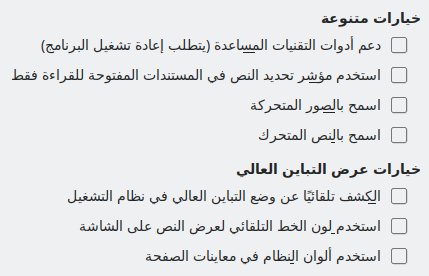 خيارات متنوعة
دعم أدوات التقنيات المساعدة (يتطلب إعادة تشغيل البرنامج)
استخدم مؤشر تحديد النص في المستندات المفتوحة للقراءة فقط
اسمح بالصور المتحركة
اسمح بالنص المتحرك
خيارات عرض التباين العالي
الكشف تلقائيًا عن وضع التباين العالي في نظام التشغيل
استخدم لون الخط التلقائي لعرض النص على الشاشة
استخدم ألوان النظام في معاينات الصفحة